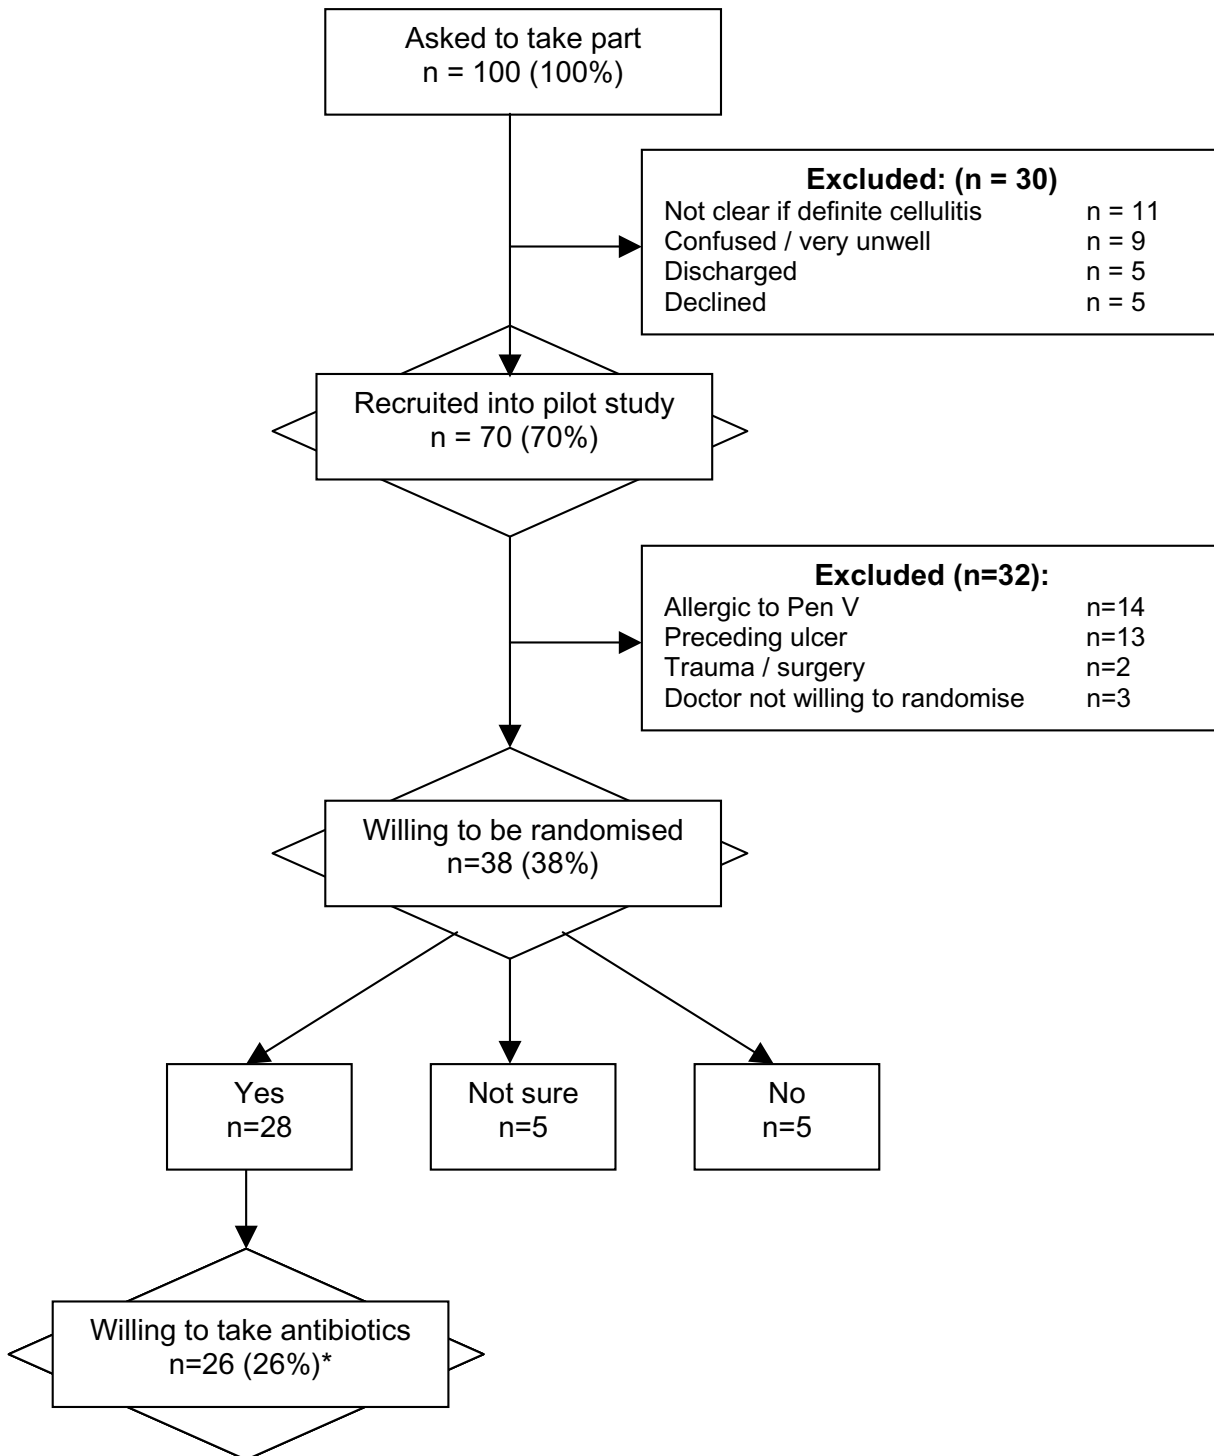 Asked to take part
n = 100 (100%)
Excluded: (n = 30)
Not clear if definite cellulitis n = 11
Confused / very unwell n = 9
Discharged n = 5
Declined n = 5
Recruited into pilot study
n = 70 (70%)
Excluded (n=32):
Allergic to Pen V n=14
Preceding ulcer n=13
Trauma / surgery n=2
Doctor not willing to randomise n=3
Willing to be randomised
n=38 (38%)
Yes
n=28
Not sure
n=5
No
n=5
Willing to take antibiotics
n=26 (26%)*